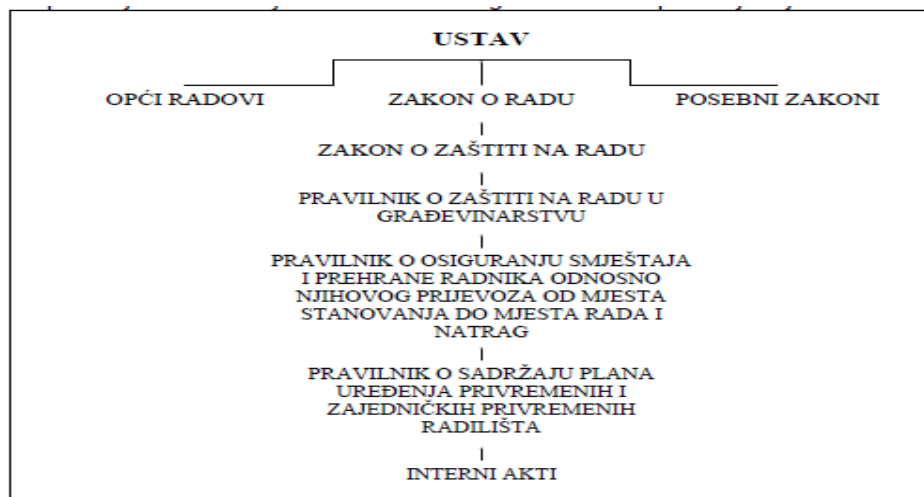 USTAV
OPĆI RADOVI ZAKON O RADU POSEBNI ZAKONI
ZAKON O ZAŠTITI NA RADU
PRAVILNIK O ZAŠTITI NA RADU U
GRAĐEVINARSTVU
PRAVILNIK O OSIGURANJU SMJEŠTAJA
I PREHRANE RADNIKA ODNOSNO
NJIHOVOG PRIJEVOZA OD MJESTA
STANOVANJA DO MJESTA RADA I
NATRAG
PRAVILNIK O SADRŽAJU PLANA
UREĐENJA PRIVREMENIH I
ZAJEDNIČKIH PRIVREMENIH
RADILIŠTA
INTERNI AKTI